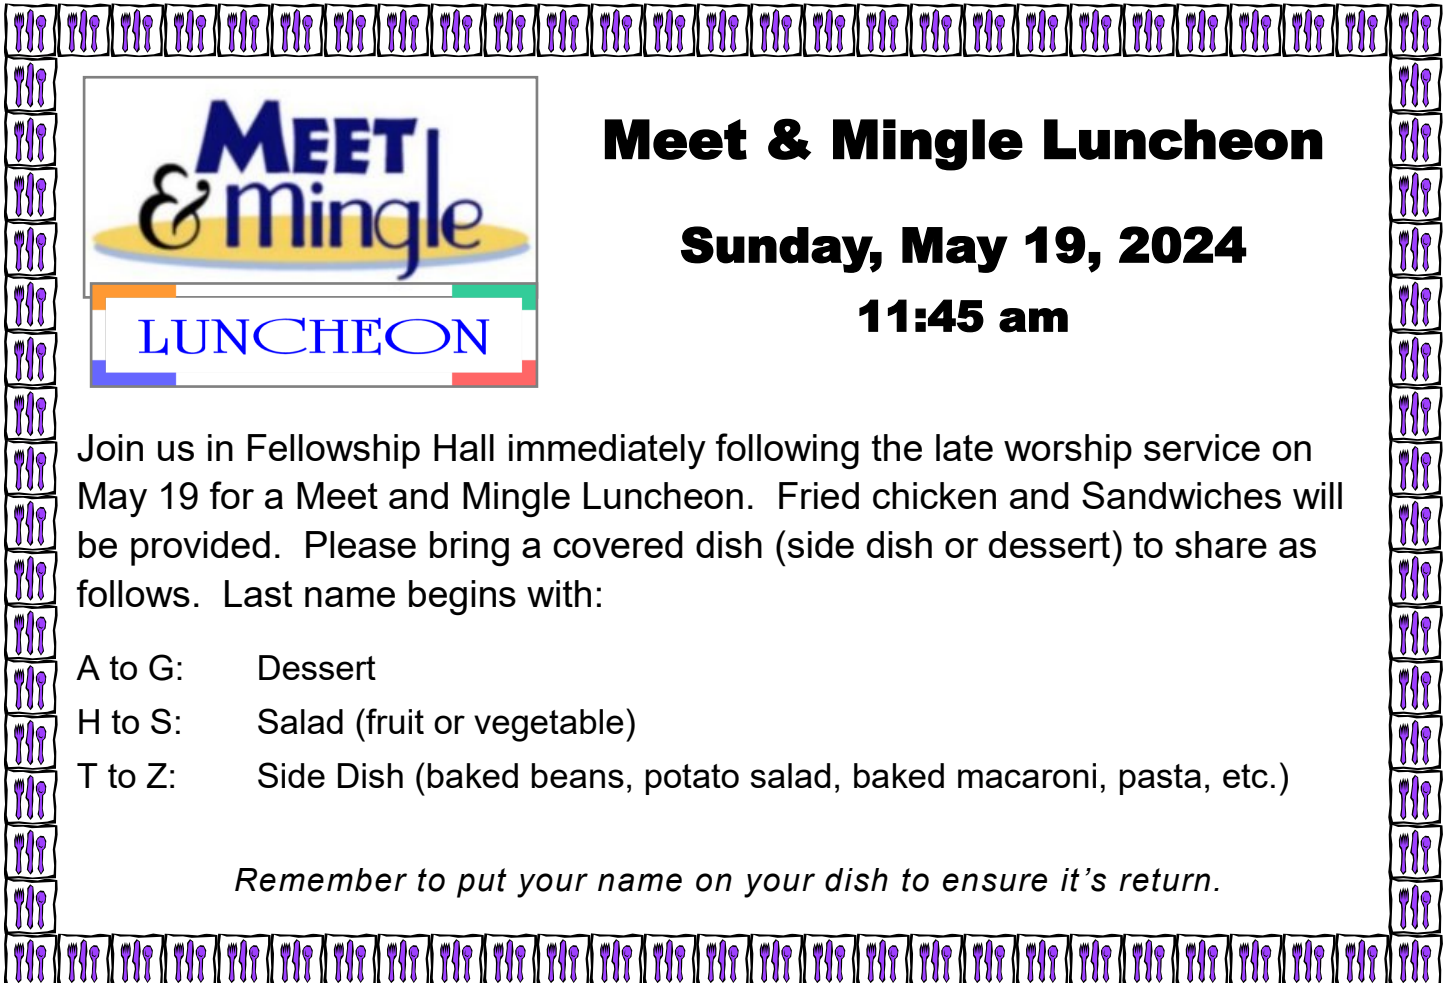 MEET
& mingle
LUNCHEON
Meet & Mingle Luncheon
Sunday, May 19, 2024
11:45 am
Join us in Fellowship Hall immediately following the late worship service on
May 19 for a Meet and Mingle Luncheon.  Fried chicken and Sandwiches will
be provided.  Please bring a covered dish (side dish or dessert) to share as
follows.  Last name begins with:
A to G: Dessert
H to S: Salad (fruit or vegetable)
T to Z: Side Dish (baked beans, potato salad, baked macaroni, pasta, etc.)
Remember to put your name on your dish to ensure it’s return.